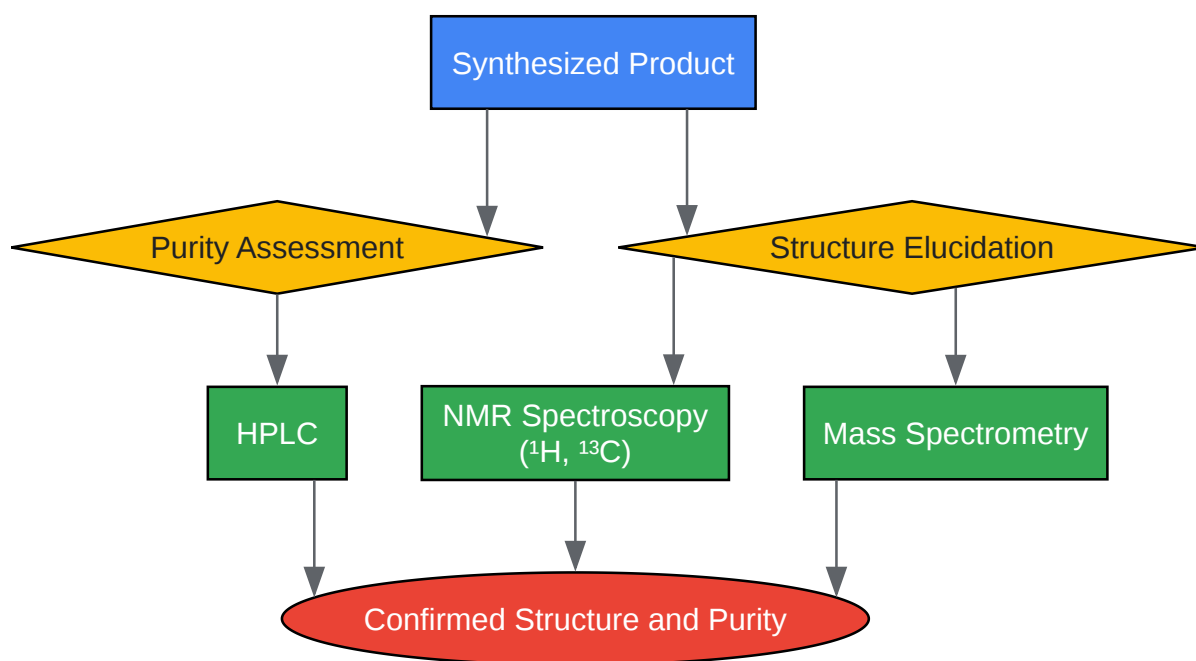 Synthesized Product
Purity Assessment
Structure Elucidation
HPLC
NMR Spectroscopy
(¹H, ¹³C)
Mass Spectrometry
Confirmed Structure and Purity